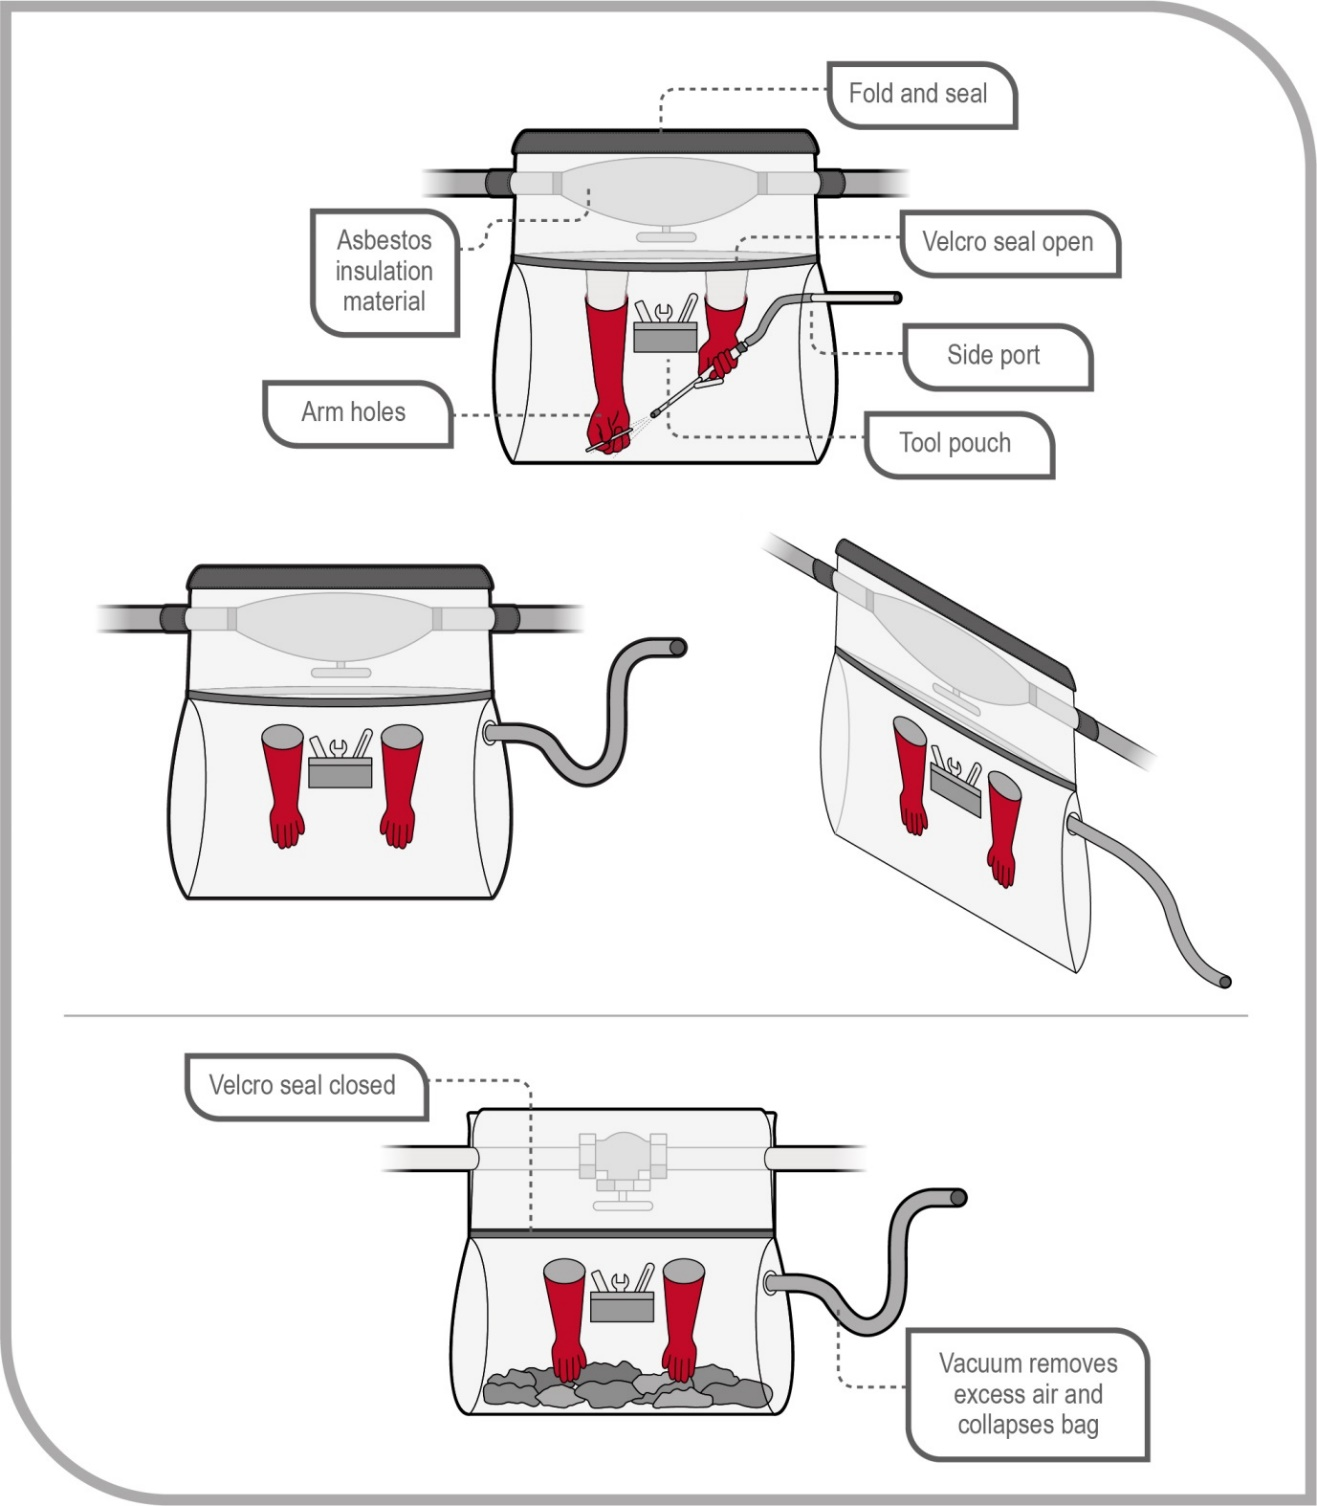 Fold and seal
Asbestos
insulation
material
Velcro seal open
Side port
Arm holes
Tool pouch
Velcro seal closed
Vacuum removes
excess air and
collapses bag